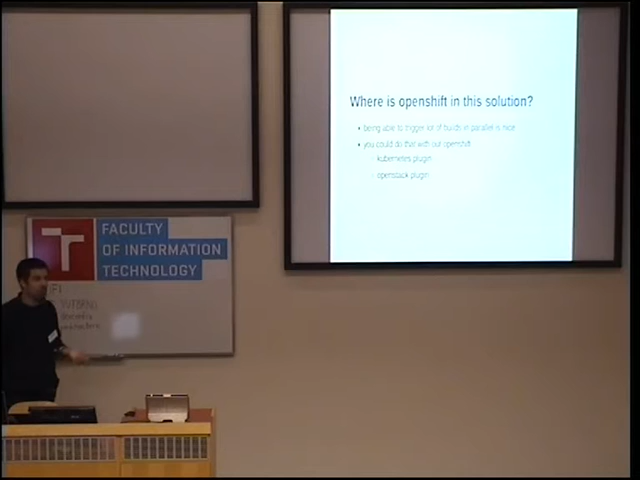 Where is openshift in this solution?
being able to trigger lot of builds in parallel is nice
you could do that with out openshift
kubernetes plugin
openstack plugin
FACULTY
OF INFORMATION
TECHNOLOGY